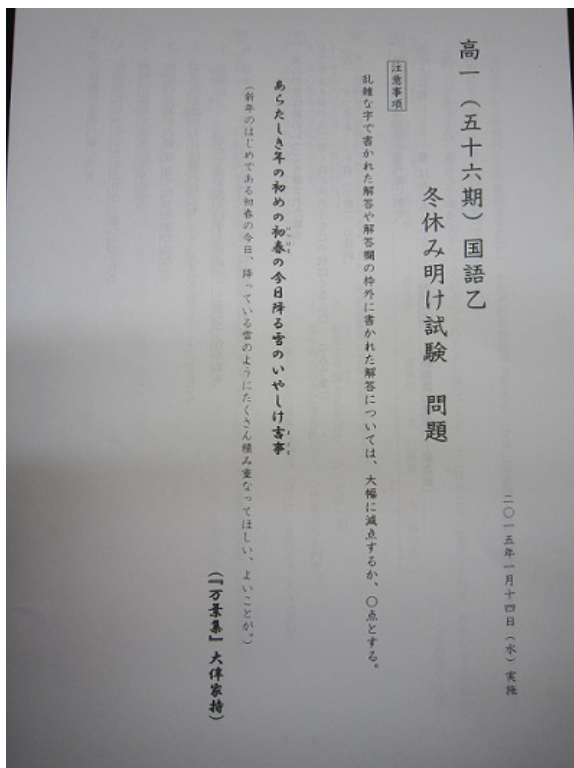 高一(五十六期)国語乙
冬休み明け試験 問題
二〇一五年一月十四日(水)実施
注意事項
乱雑な字で書かれた解答や解答欄の枠外に書かれた解答については、大幅に減点するか、〇点とする。
あらたしき年の初めの初春の今日降る雪のいやしけ吉事
(新年のはじめである初春の今日、降っている雪のようにたくさん積み重なってほしい、よいことが。)
(『万葉集』大伴家持)